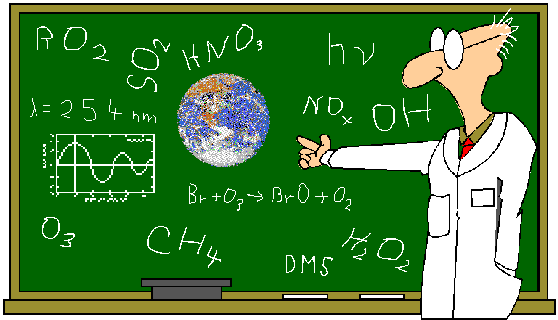 RO₂
SO₂
HNO₃
hν
λ = 254 nm
NOₓ
OH
Br + O₃ → BrO + O₂
O₃
CH₄
DMS
H₂O₂